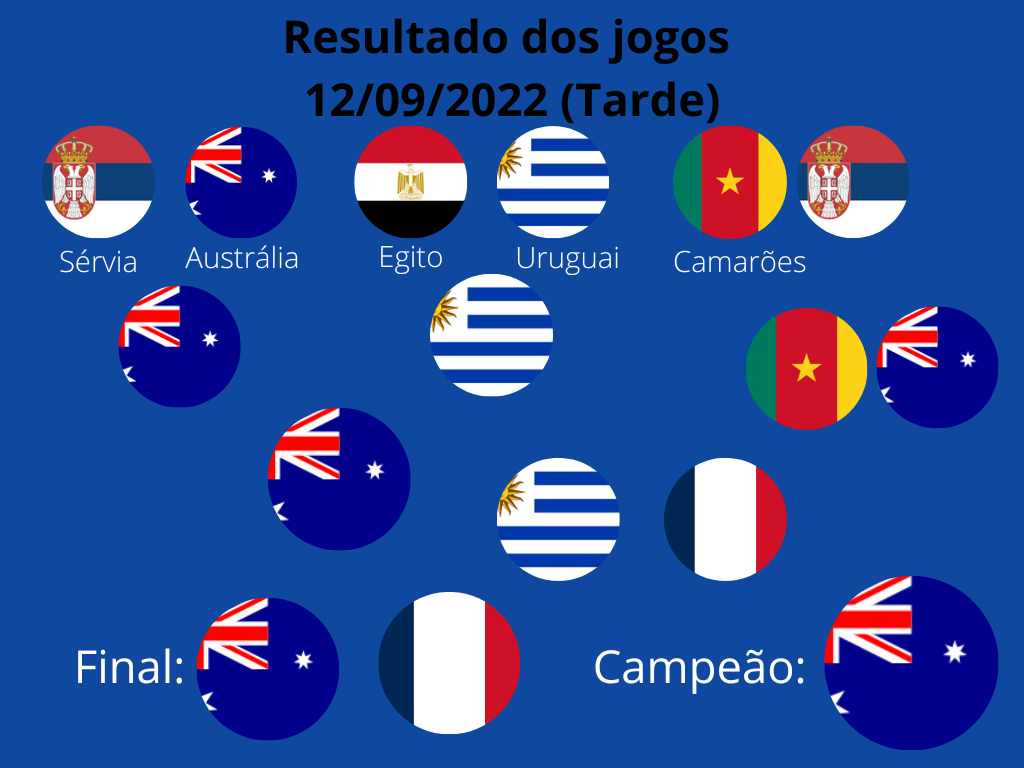 Resultado dos jogos
12/09/2022 (Tarde)
Sérvia
Austrália
Egito
Uruguai
Camarões
Final:
Campeão: